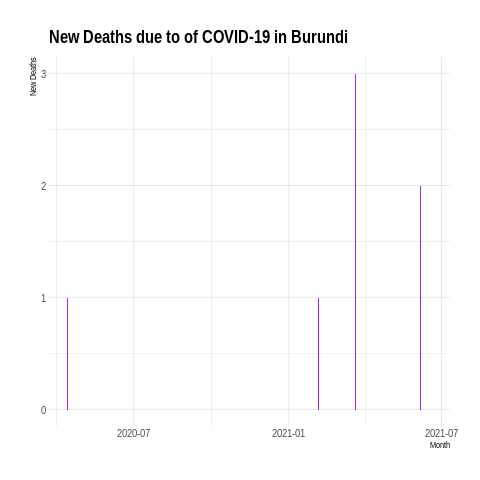 New Deaths due to of COVID-19 in Burundi
New Deaths
3
2
1
0
2020-07
2021-01
2021-07
Month